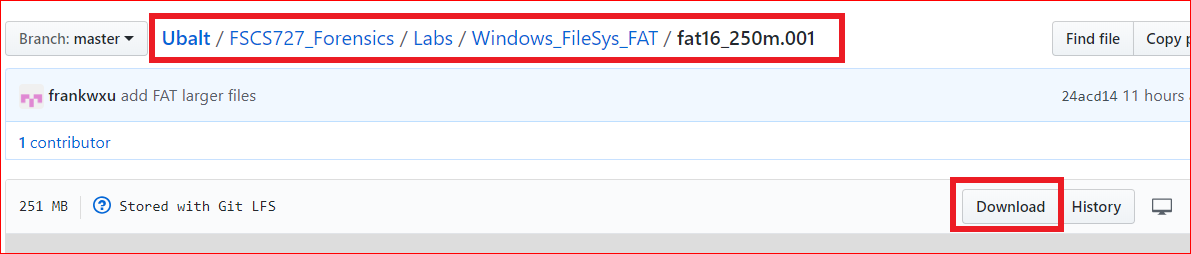 Branch: master Ubalt / FSCS727_Forensics / Labs / Windows_FileSys_FAT / fat16_250m.001 Find file Copy p
frankwxu add FAT larger files 24acd14 11 hours
1 contributor
251 MB Stored with Git LFS Download History